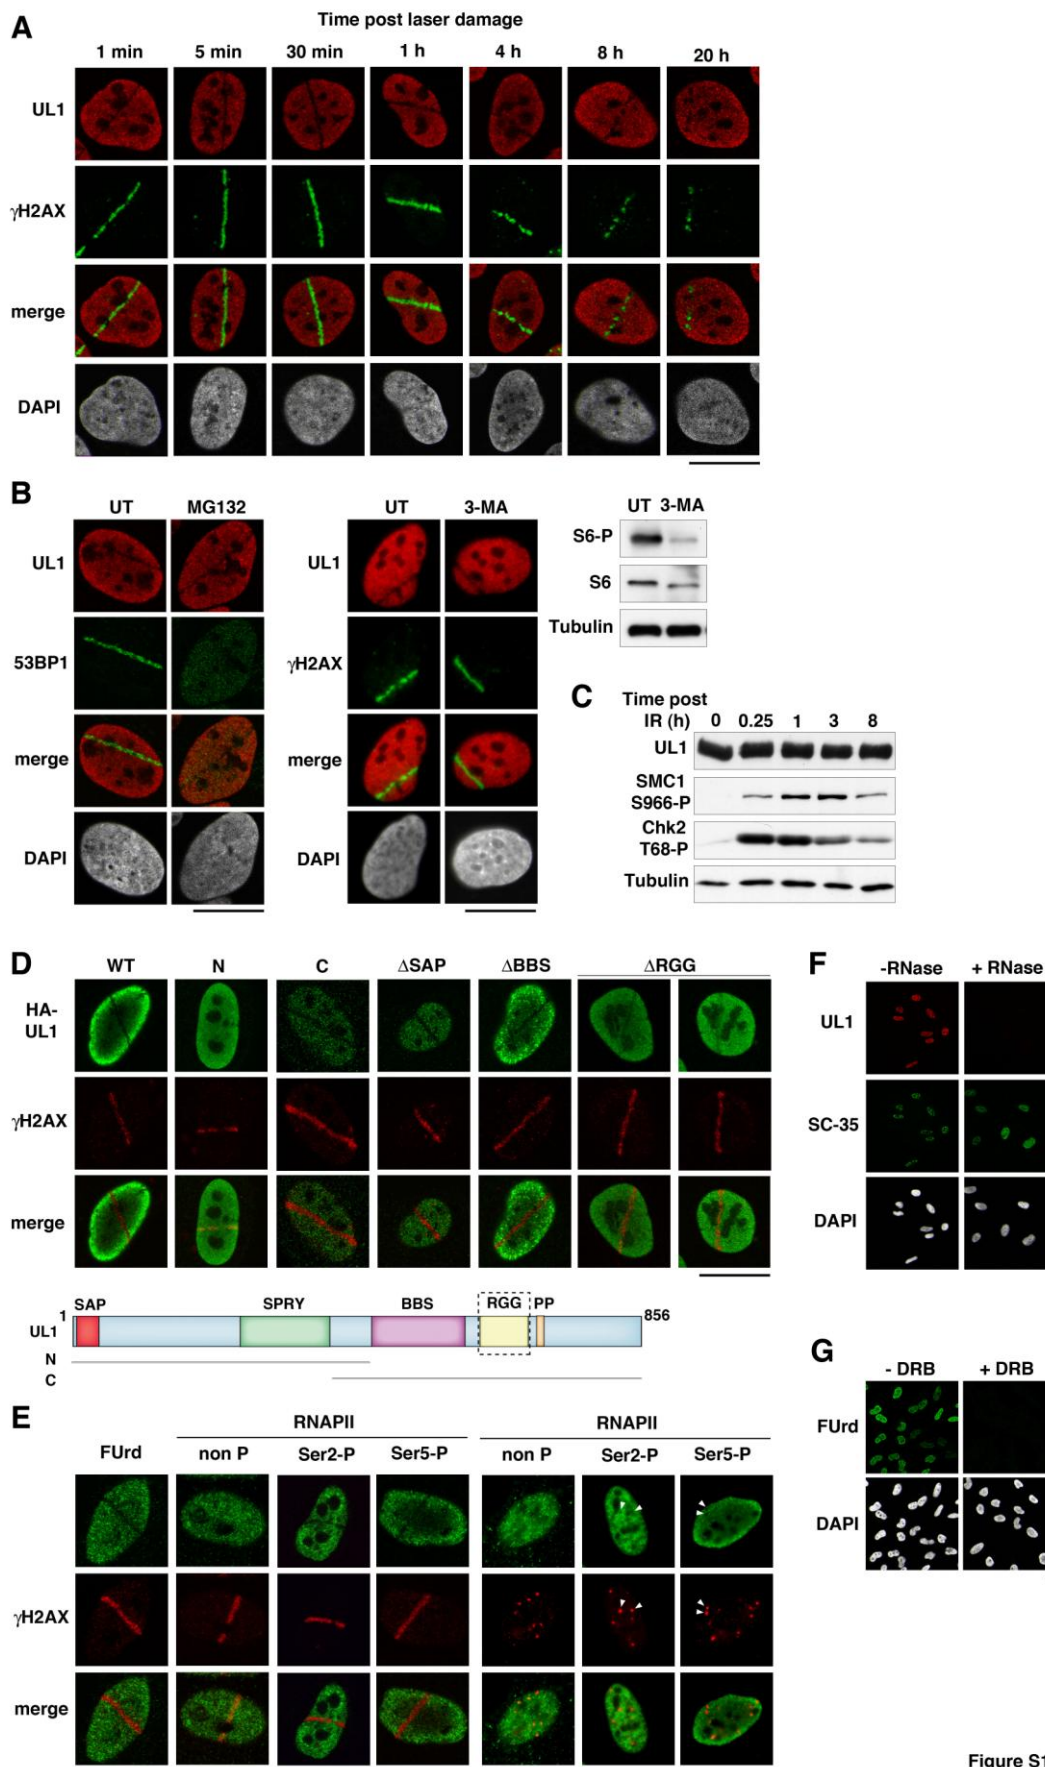 A
Time post laser damage
1 min 5 min 30 min 1 h 4 h 8 h 20 h
UL1
γH2AX
merge
DAPI
B
UT MG132
UL1
53BP1
merge
DAPI
UT 3-MA
UL1
γH2AX
merge
DAPI
UT 3-MA
S6-P
S6
Tubulin
C
Time post
IR (h) 0 0.25 1 3 8
UL1
SMC1
S966-P
Chk2
T68-P
Tubulin
D
WT N C ΔSAP ΔBBS ΔRGG
HA-
UL1
γH2AX
merge
SAP SPRY BBS RGG PP
1 856
UL1
N
C
E
RNAPII RNAPII
FUrd non P Ser2-P Ser5-P non P Ser2-P Ser5-P
γH2AX
merge
F
-RNase + RNase
UL1
SC-35
DAPI
G
- DRB + DRB
FUrd
DAPI
Figure S1